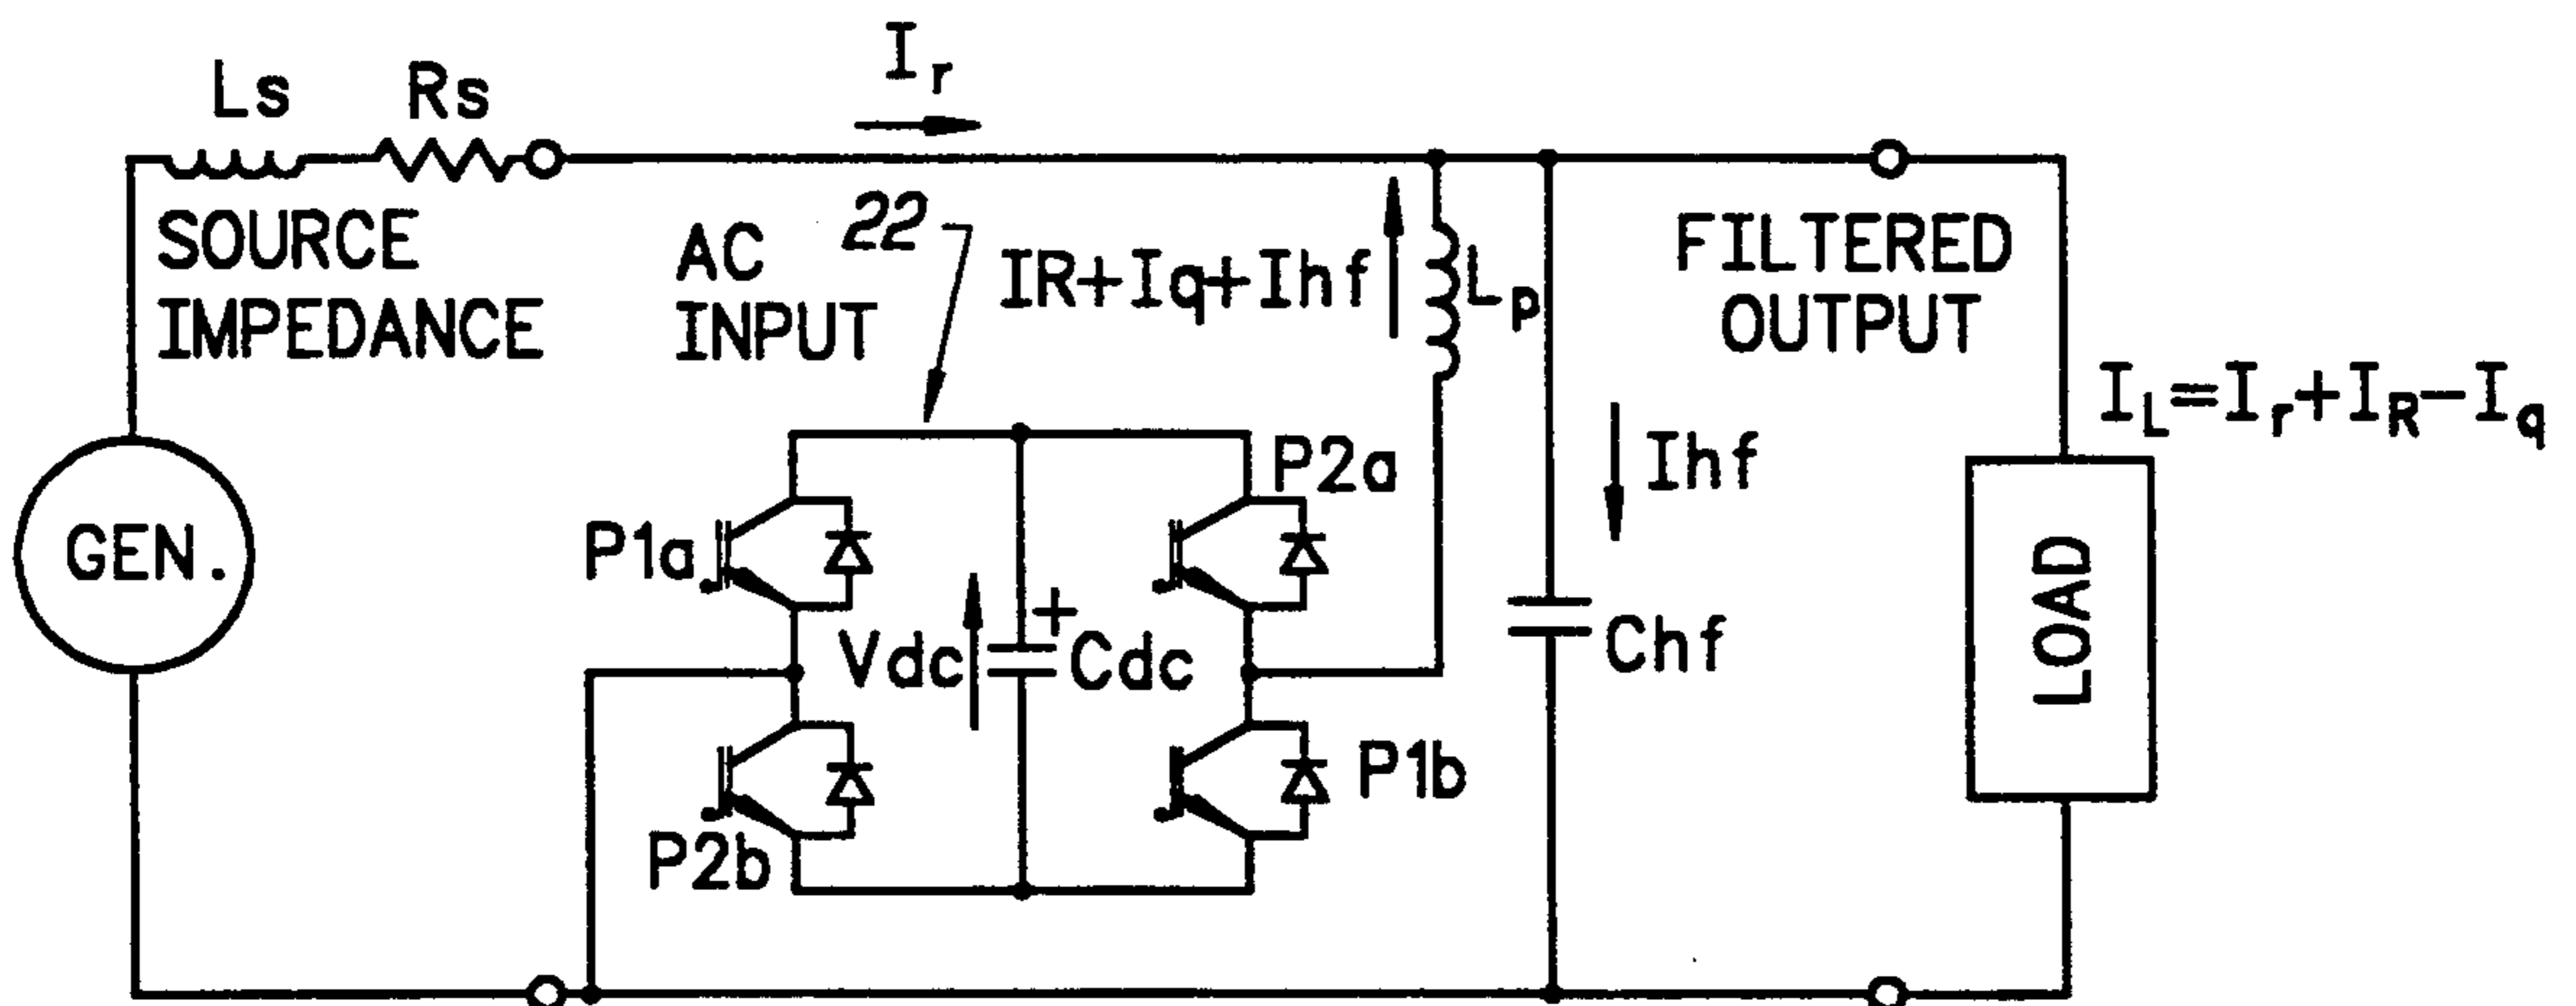 Ls
Rs
Ir
SOURCE
IMPEDANCE
AC
INPUT
22
IR+Iq+Ihf
Lp
FILTERED
OUTPUT
IL=Ir+IR-Iq
GEN.
P1a
P2a
Vdc
+
Cdc
Ihf
Chf
LOAD
P2b
P1b